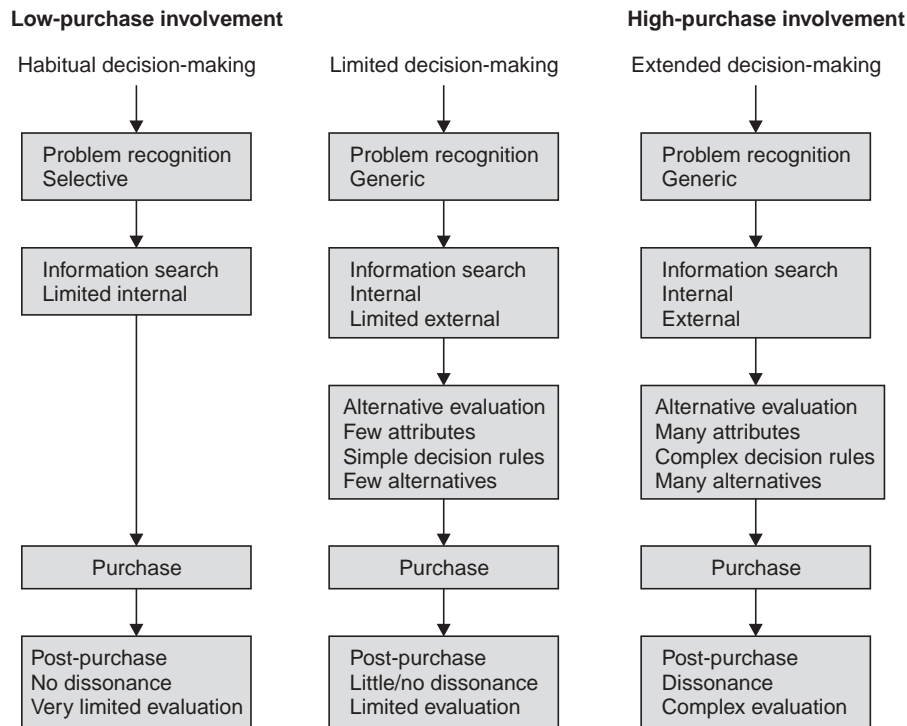 Low-purchase involvement
High-purchase involvement
Habitual decision-making
Limited decision-making
Extended decision-making
Problem recognition
Selective
Problem recognition
Generic
Problem recognition
Generic
Information search
Limited internal
Information search
Internal
Limited external
Information search
Internal
External
Alternative evaluation
Few attributes
Simple decision rules
Few alternatives
Alternative evaluation
Many attributes
Complex decision rules
Many alternatives
Purchase
Purchase
Purchase
Post-purchase
No dissonance
Very limited evaluation
Post-purchase
Little/no dissonance
Limited evaluation
Post-purchase
Dissonance
Complex evaluation